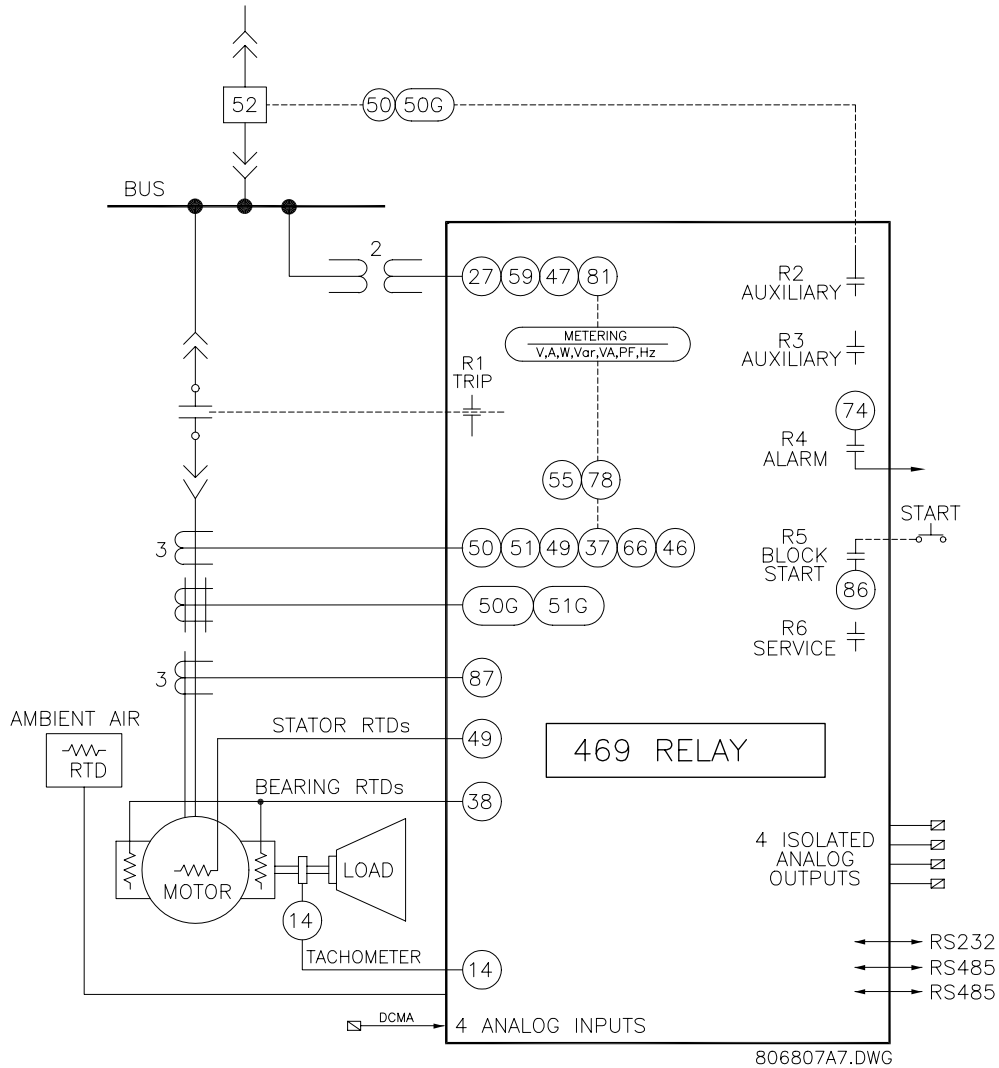 52
50 50G
BUS
2
27 59 47 81
R2
AUXILIARY
METERING
V,A,W,Var,VA,PF,Hz
R3
AUXILIARY
R1
TRIP
74
R4
ALARM
55 78
START
3
50 51 49 37 66 46
R5
BLOCK
START
86
50G 51G
R6
SERVICE
3
87
AMBIENT AIR
RTD
STATOR RTDs
49
469 RELAY
BEARING RTDs
38
4 ISOLATED
ANALOG
OUTPUTS
MOTOR
LOAD
14
TACHOMETER
14
RS232
RS485
RS485
DCMA
4 ANALOG INPUTS
806807A7.DWG